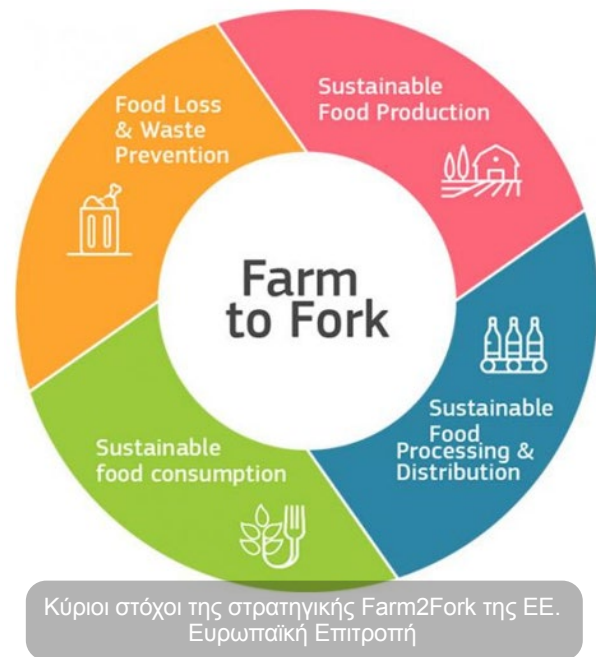 Food Loss
& Waste
Prevention
Sustainable
Food Production
Farm
to Fork
Sustainable
Food
Processing &
Distribution
Sustainable
food consumption
Κύριοι στόχοι της στρατηγικής Farm2Fork της ΕΕ.
Ευρωπαϊκή Επιτροπή